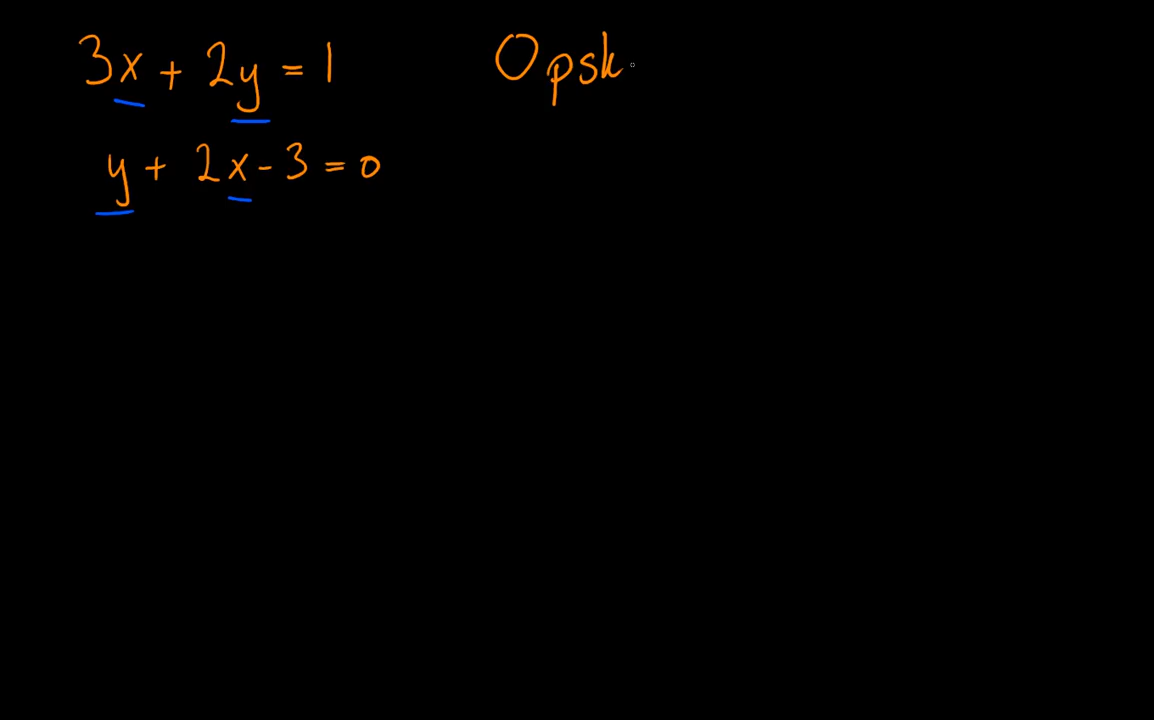 3x + 2y = 1
Opsk
y + 2x - 3 = 0